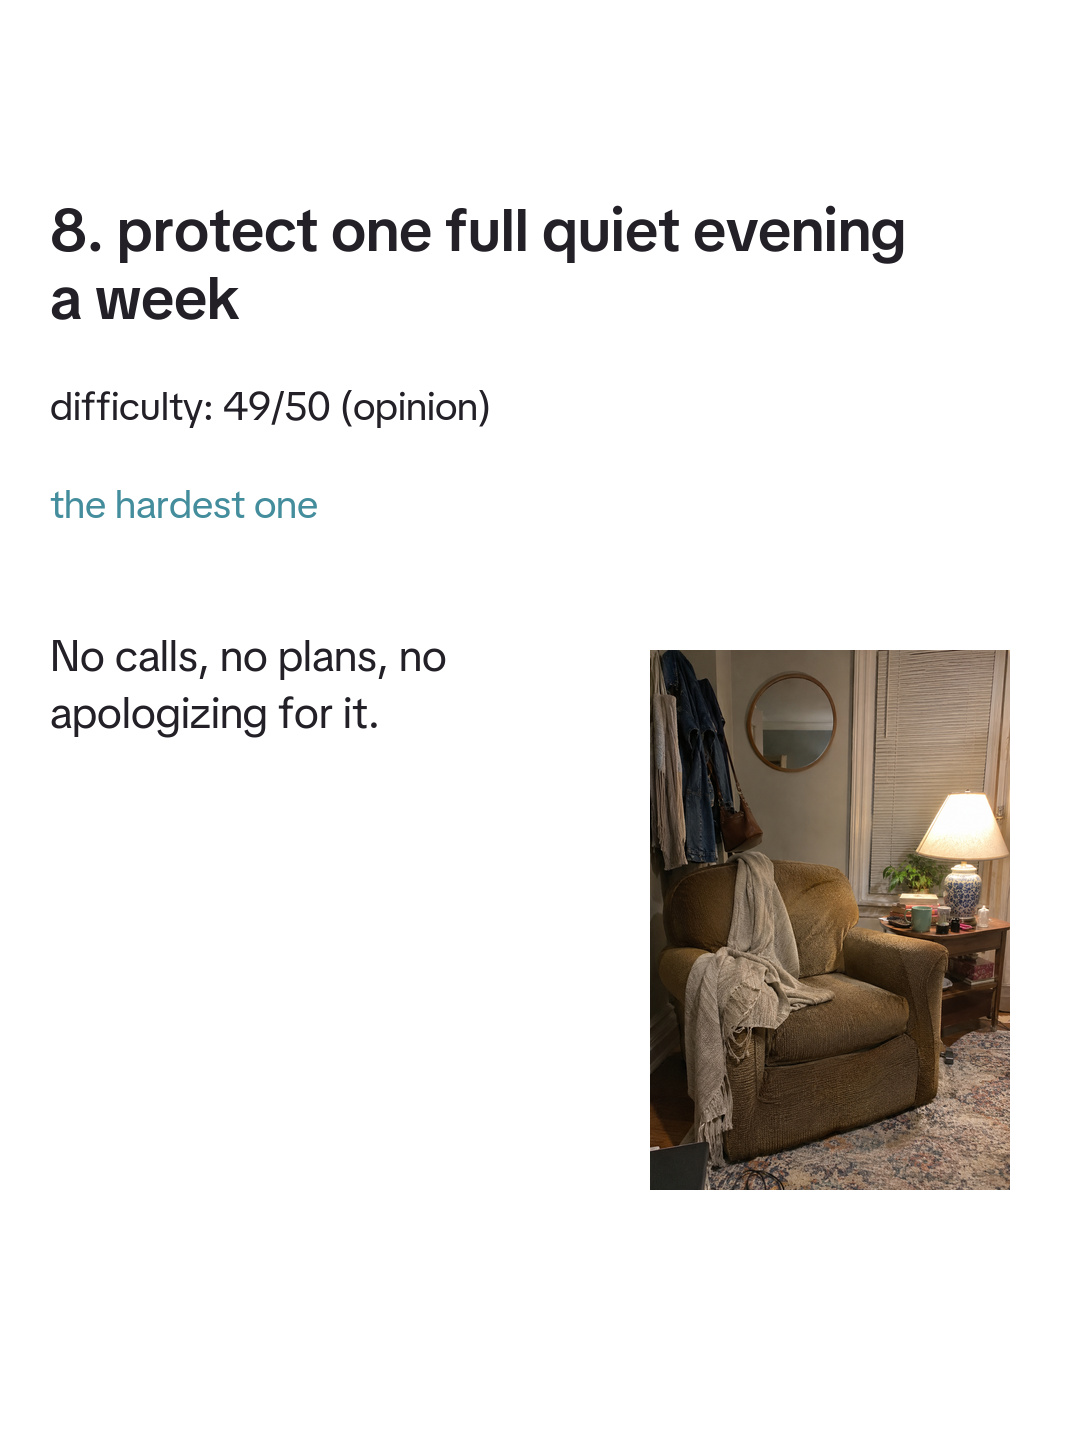 8. protect one full quiet evening
a week
difficulty: 49/50 (opinion)
the hardest one
No calls, no plans, no
apologizing for it.